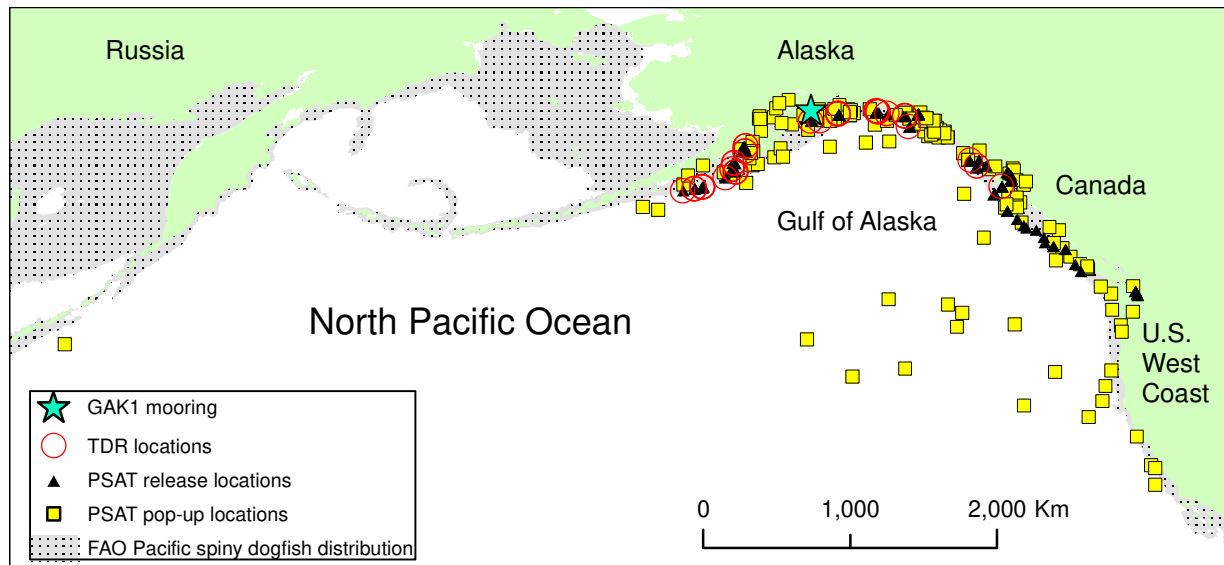 Russia
Alaska
Canada
Gulf of Alaska
North Pacific Ocean
U.S.
West
Coast
GAK1 mooring
TDR locations
PSAT release locations
PSAT pop-up locations
FAO Pacific spiny dogfish distribution
0 1,000 2,000 Km